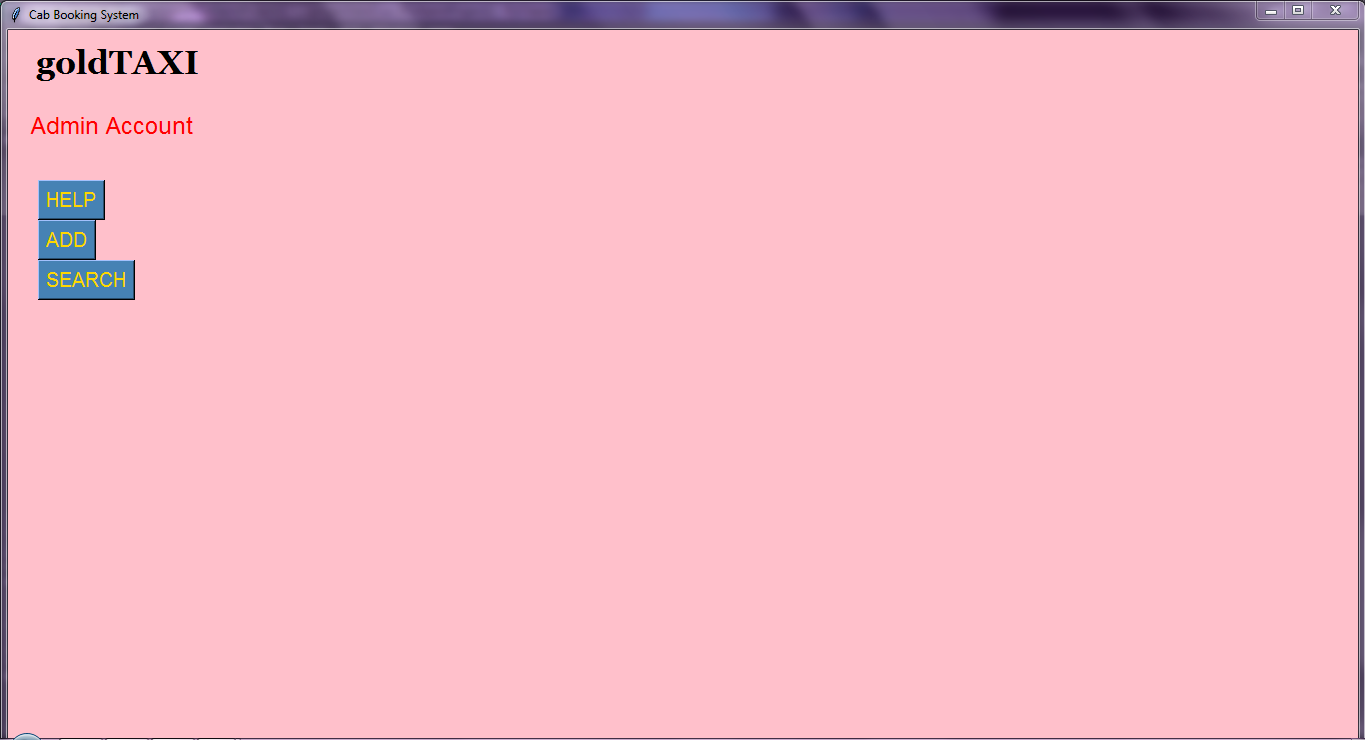 Cab Booking System
goldTAXI
Admin Account
HELP
ADD
SEARCH